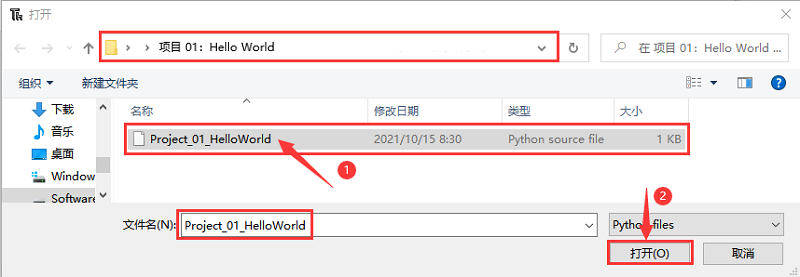 打开
项目 01：Hello World
在 项目 01：Hello World ...
组织
新建文件夹
下载
音乐
桌面
Window
Software
名称
修改日期
类型
大小
Project_01_HelloWorld
2021/10/15 8:30
Python source file
1 KB
1
文件名(N):
Project_01_HelloWorld
2
Python files
打开(O)
取消